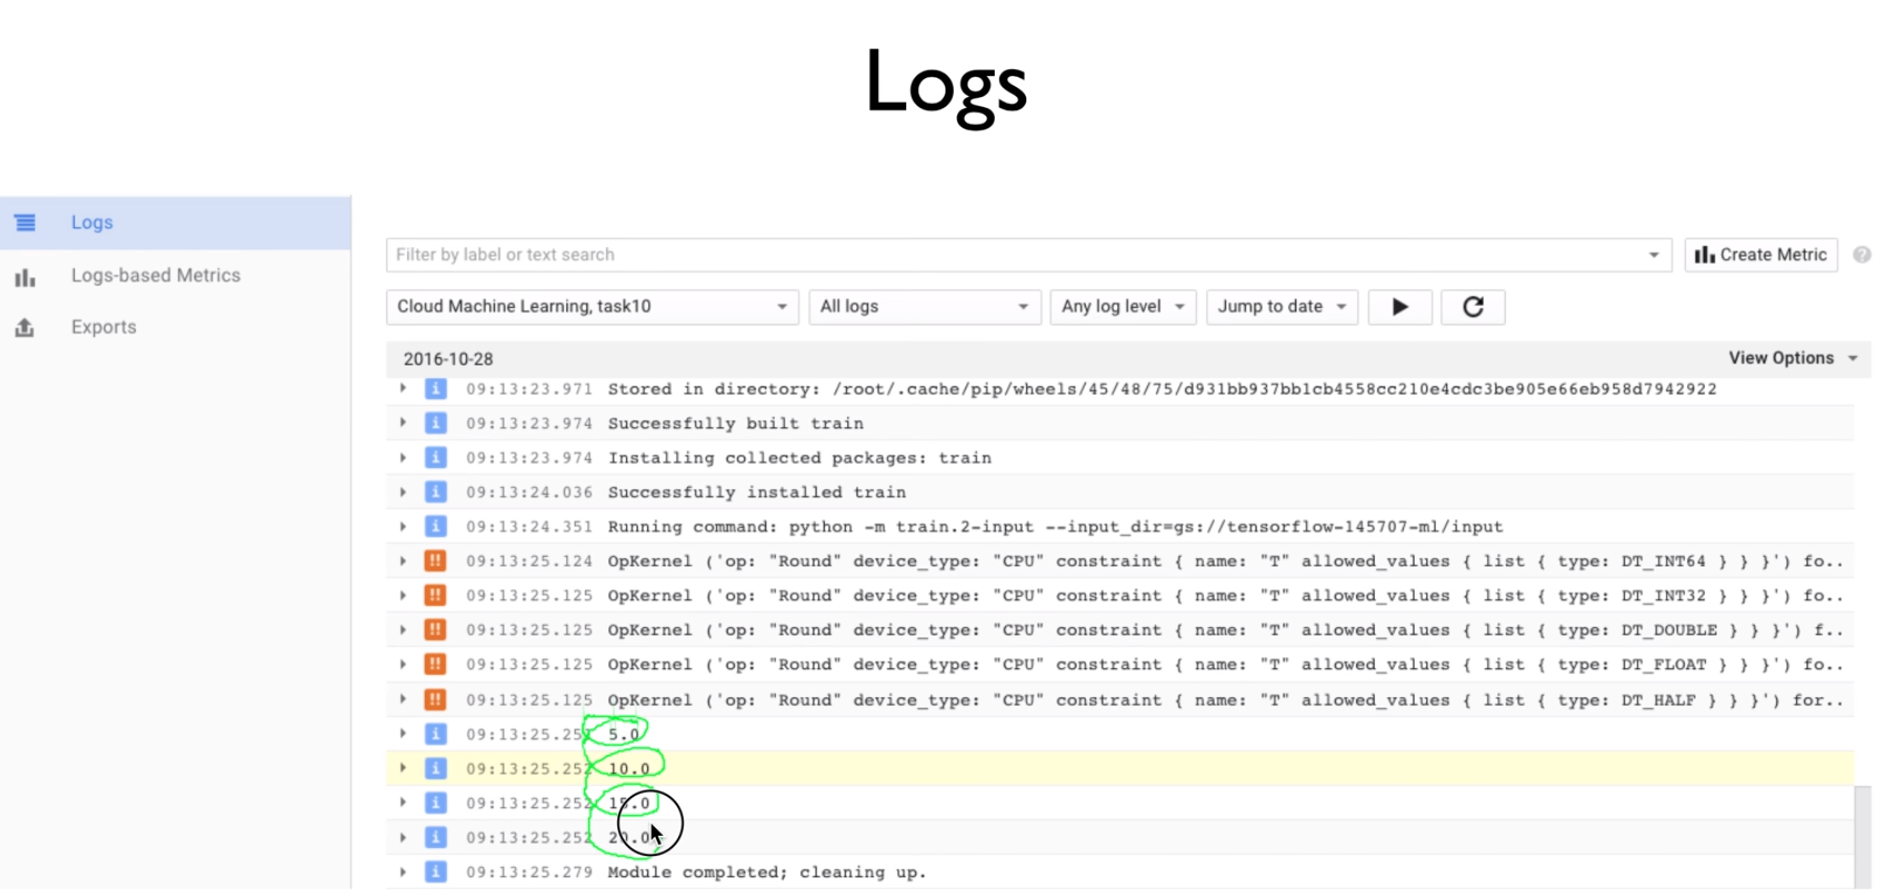 Logs
Logs
Logs-based Metrics
Exports
Filter by label or text search
Create Metric
?
Cloud Machine Learning, task10
All logs
Any log level
Jump to date
2016-10-28
View Options
i 09:13:23.971 Stored in directory: /root/.cache/pip/wheels/45/48/75/d931bb937bb1cb4558cc210e4cdc3be905e66eb958d7942922
i 09:13:23.974 Successfully built train
i 09:13:23.974 Installing collected packages: train
i 09:13:24.036 Successfully installed train
i 09:13:24.351 Running command: python -m train.2-input --input_dir=gs://tensorflow-145707-ml/input
!! 09:13:25.124 OpKernel ('op: "Round" device_type: "CPU" constraint { name: "T" allowed_values { list { type: DT_INT64 } } }') fo..
!! 09:13:25.125 OpKernel ('op: "Round" device_type: "CPU" constraint { name: "T" allowed_values { list { type: DT_INT32 } } }') fo..
!! 09:13:25.125 OpKernel ('op: "Round" device_type: "CPU" constraint { name: "T" allowed_values { list { type: DT_DOUBLE } } }') f..
!! 09:13:25.125 OpKernel ('op: "Round" device_type: "CPU" constraint { name: "T" allowed_values { list { type: DT_FLOAT } } }') fo..
!! 09:13:25.125 OpKernel ('op: "Round" device_type: "CPU" constraint { name: "T" allowed_values { list { type: DT_HALF } } }') for..
i 5.0
i 09:13:25.252 10.0
i 09:13:25.252 15.0
i 09:13:25.252 20.0
i 09:13:25.279 Module completed; cleaning up.